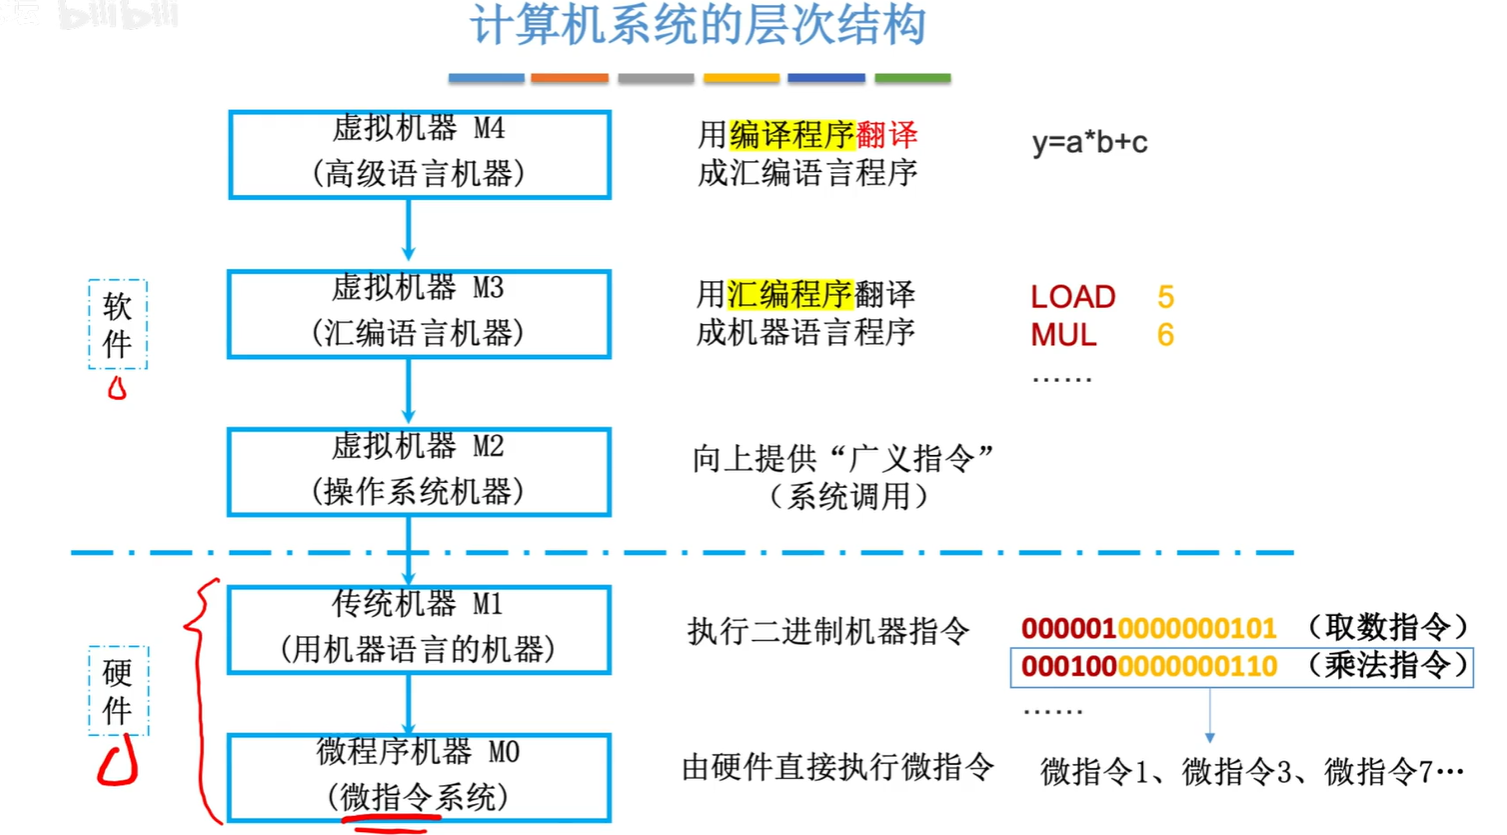 bilibili
计算机系统的层次结构
虚拟机器 M4
(高级语言机器)
用编译程序翻译
成汇编语言程序
y=a*b+c
软
件
虚拟机器 M3
(汇编语言机器)
用汇编程序翻译
成机器语言程序
LOAD 5
MUL 6
……
虚拟机器 M2
(操作系统机器)
向上提供“广义指令”
（系统调用）
硬
件
传统机器 M1
(用机器语言的机器)
执行二进制机器指令
0000010000000101 （取数指令）
0001000000000110 （乘法指令）
……
微程序机器 M0
(微指令系统)
由硬件直接执行微指令
微指令1、微指令3、微指令7…